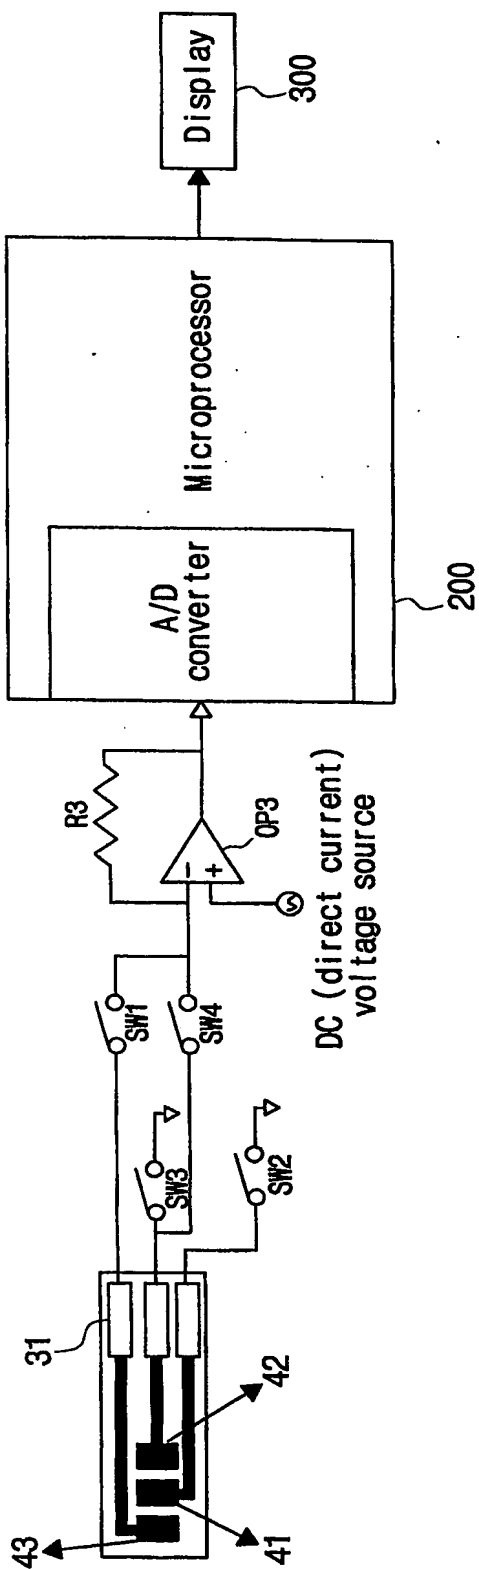 43
31
41
42
SW3
SW2
SW1
SW4
R3
−
+
OP3
DC (direct current)
voltage source
A/D
converter
Microprocessor
200
Display
300